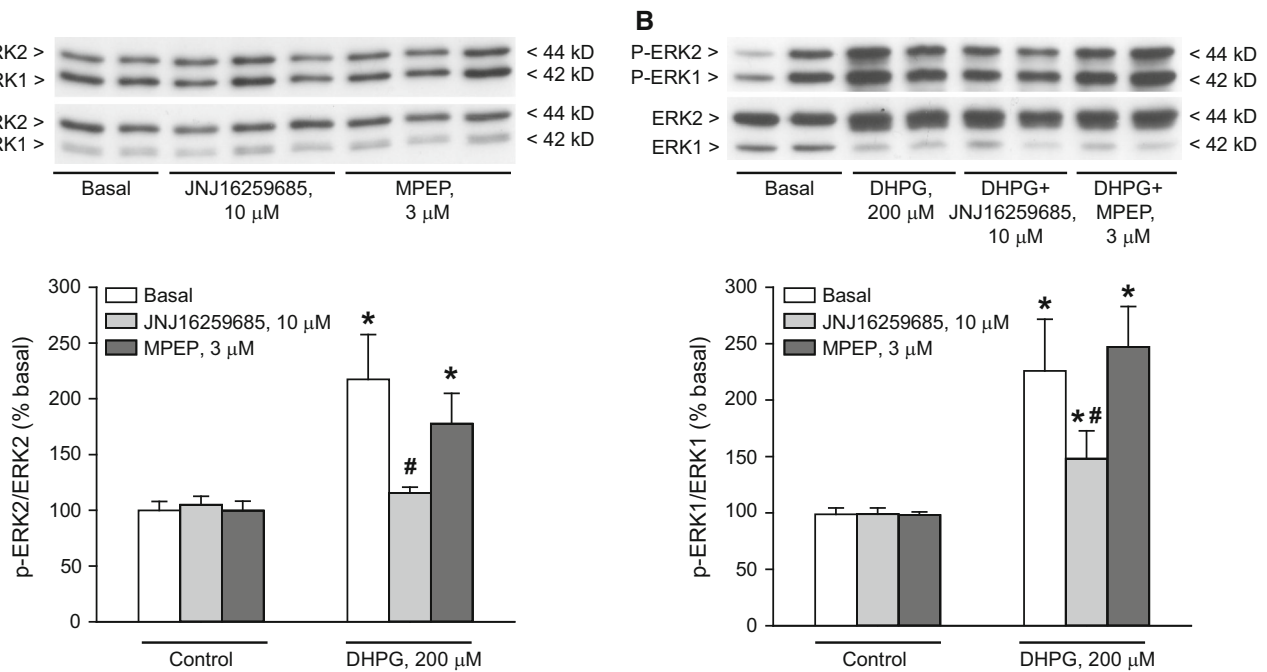 RK2 >
< 44 kD
RK1 >
< 42 kD
RK2 >
< 44 kD
RK1 >
< 42 kD
Basal
JNJ16259685,
10 μM
MPEP,
3 μM
B
P-ERK2 >
< 44 kD
P-ERK1 >
< 42 kD
ERK2 >
< 44 kD
ERK1 >
< 42 kD
Basal
DHPG,
200 μM
DHPG+
JNJ16259685,
10 μM
DHPG+
MPEP,
3 μM
300
250
200
150
100
50
0
p-ERK2/ERK2 (% basal)
Basal
JNJ16259685, 10 μM
MPEP, 3 μM
*
#
*
Control
DHPG, 200 μM
300
250
200
150
100
50
0
p-ERK1/ERK1 (% basal)
Basal
JNJ16259685, 10 μM
MPEP, 3 μM
*
*#
*
Control
DHPG, 200 μM